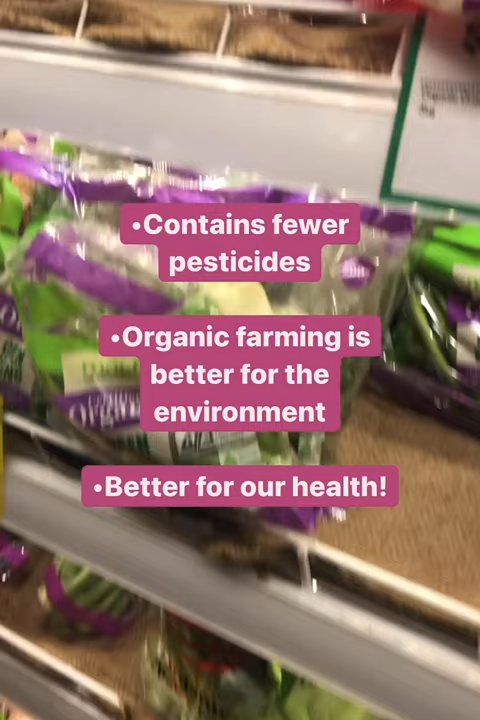 •Contains fewer
pesticides
•Organic farming is
better for the
environment
•Better for our health!